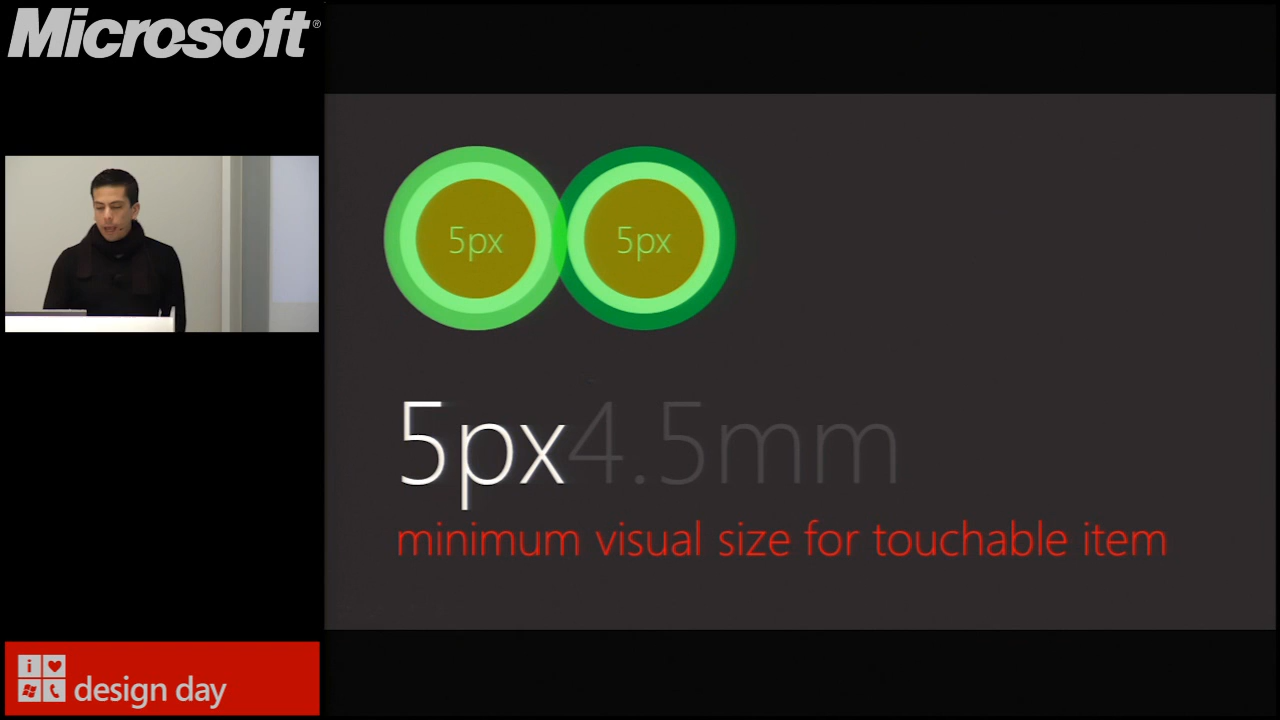 Microsoft®
5px 5px
5px4.5mm
minimum visual size for touchable item
i
design day